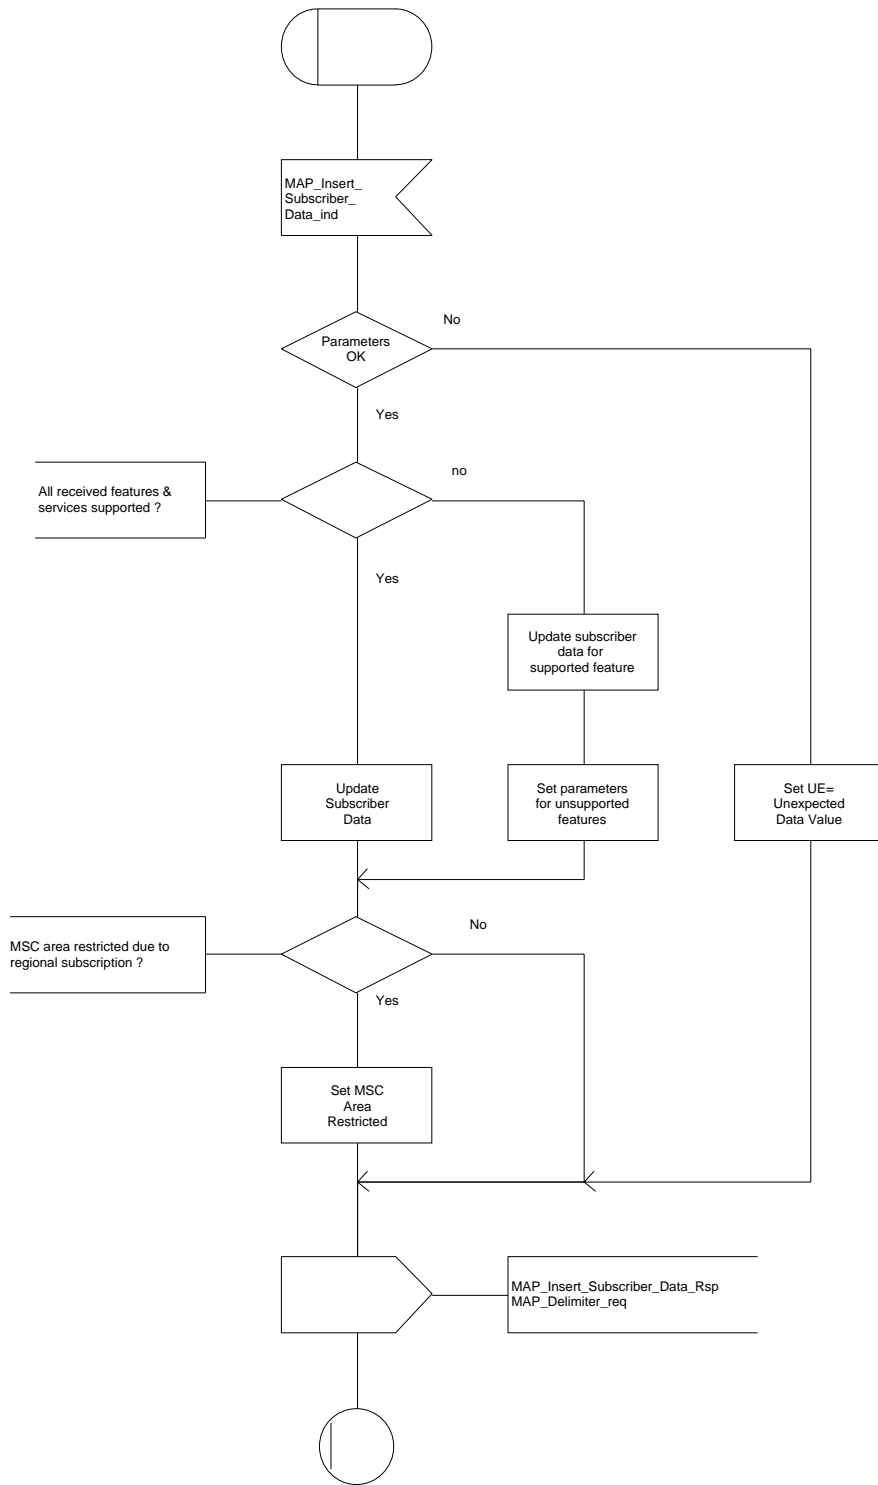 MAP_Insert_
Subscriber_
Data_ind
No
Parameters
OK
Yes
no
All received features &
services supported ?
Yes
Update subscriber
data for
supported feature
Update
Subscriber
Data
Set parameters
for unsupported
features
Set UE=
Unexpected
Data Value
No
MSC area restricted due to
regional subscription ?
Yes
Set MSC
Area
Restricted
MAP_Insert_Subscriber_Data_Rsp
MAP_Delimiter_req